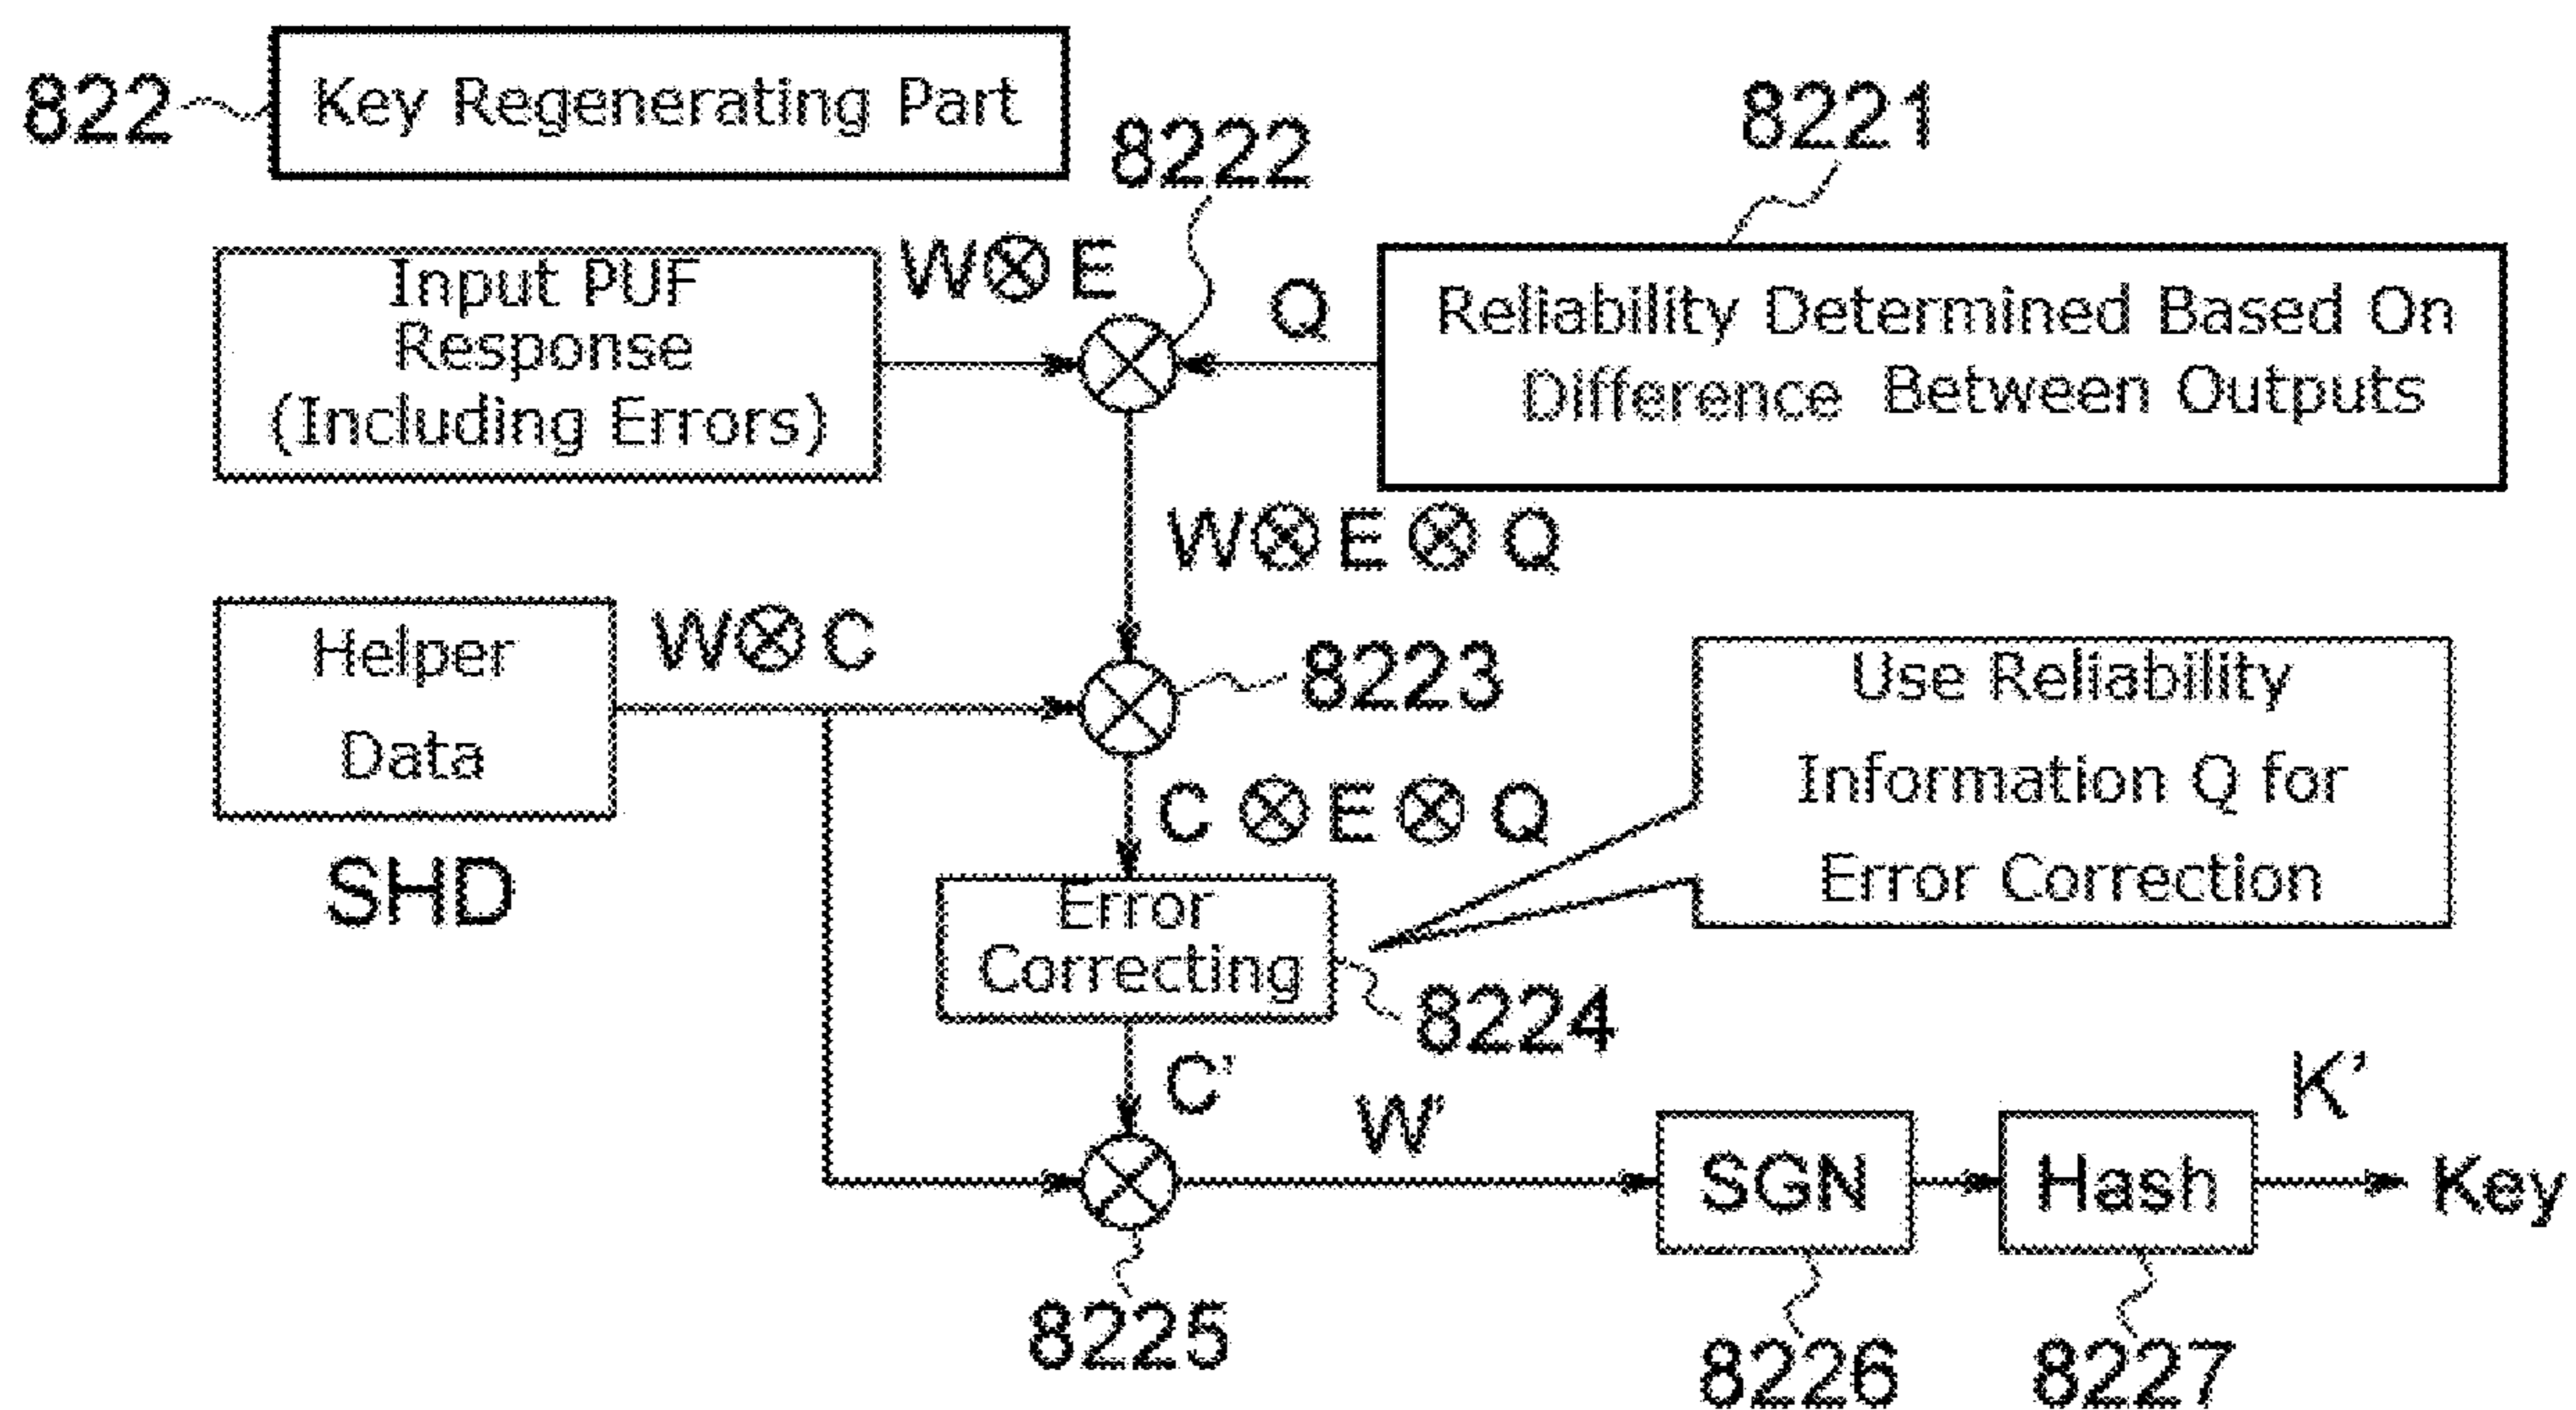 822
Key Regenerating Part
8222
8221
Input PUF
Response
(Including Errors)
W⊗E
Q
Reliability Determined Based On
Difference Between Outputs
W⊗E⊗Q
Helper
Data
SHD
W⊗C
8223
Use Reliability
Information Q for
Error Correction
C⊗E⊗Q
Error
Correcting
8224
C'
W'
SGN
Hash
K'
Key
8225
8226
8227